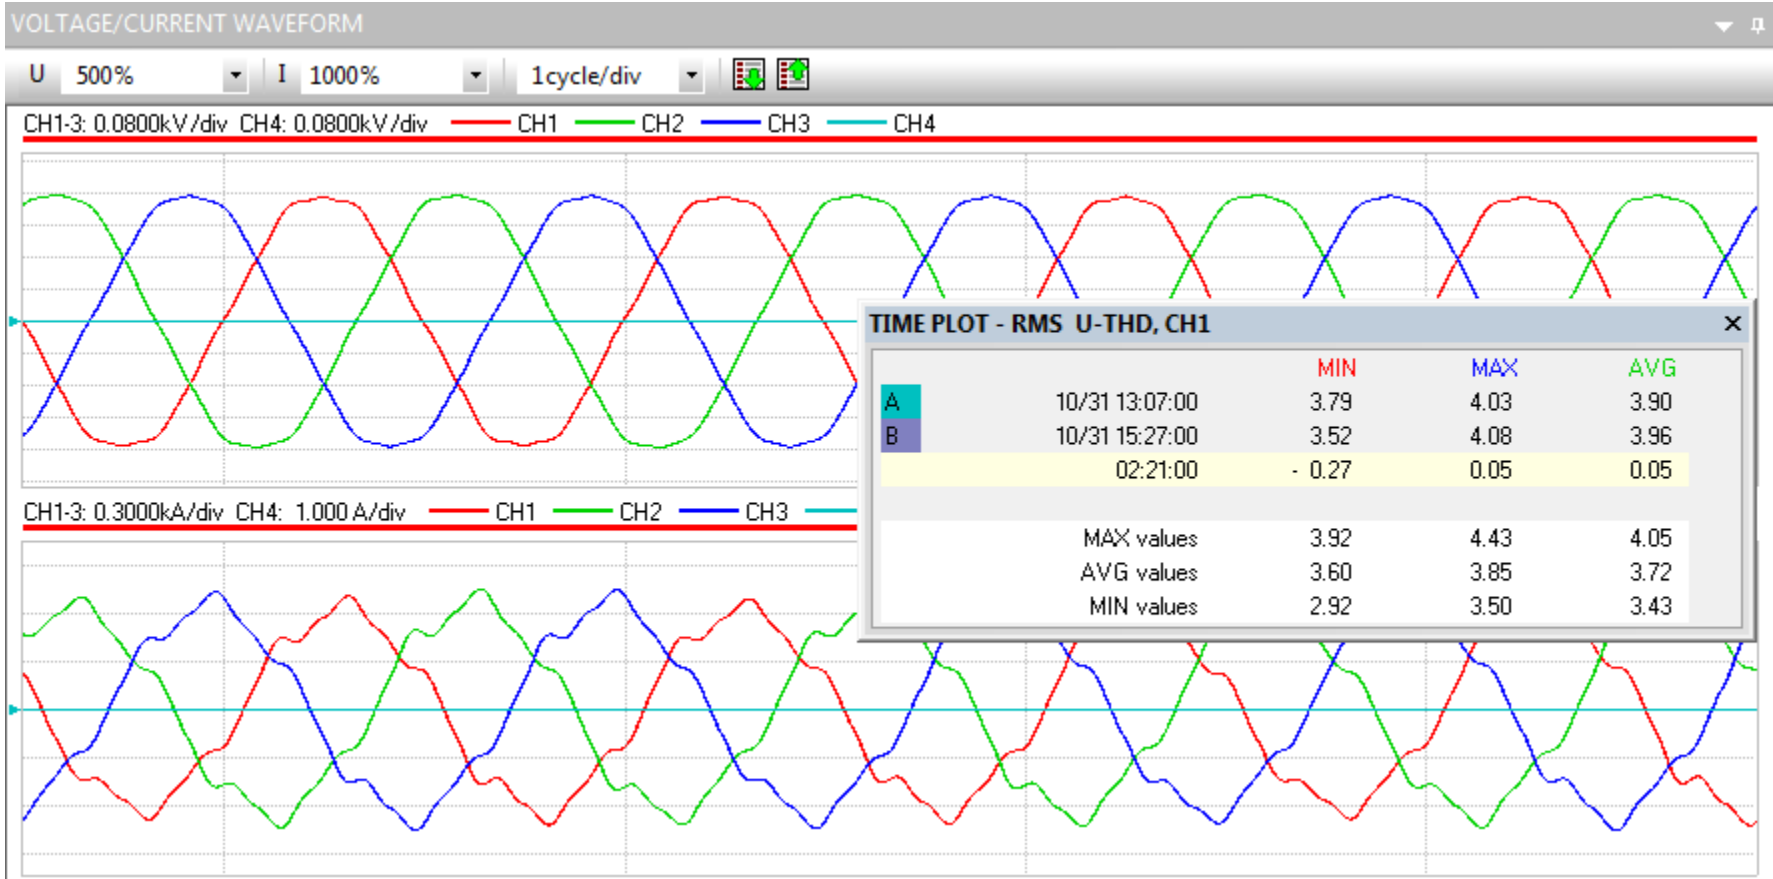 VOLTAGE/CURRENT WAVEFORM
U 500% I 1000% 1cycle/div
CH1-3: 0.0800kV/div CH4: 0.0800kV/div CH1 CH2 CH3 CH4
TIME PLOT - RMS U-THD, CH1
MIN MAX AVG
A 10/31 13:07:00 3.79 4.03 3.90
B 10/31 15:27:00 3.52 4.08 3.96
02:21:00 - 0.27 0.05 0.05
MAX values 3.92 4.43 4.05
AVG values 3.60 3.85 3.72
MIN values 2.92 3.50 3.43
CH1-3: 0.3000kA/div CH4: 1.000 A/div CH1 CH2 CH3